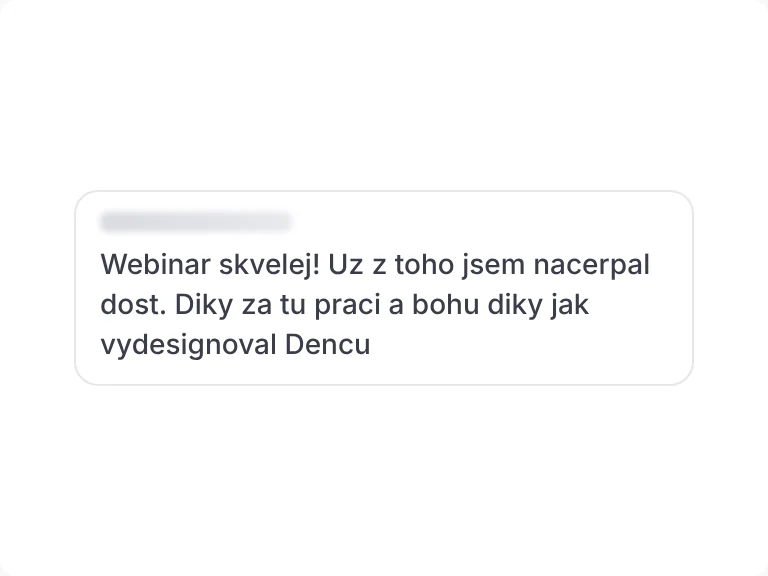 Webinar skvelej! Uz z toho jsem nacerpal
dost. Diky za tu praci a bohu diky jak
vydesignoval Dencu